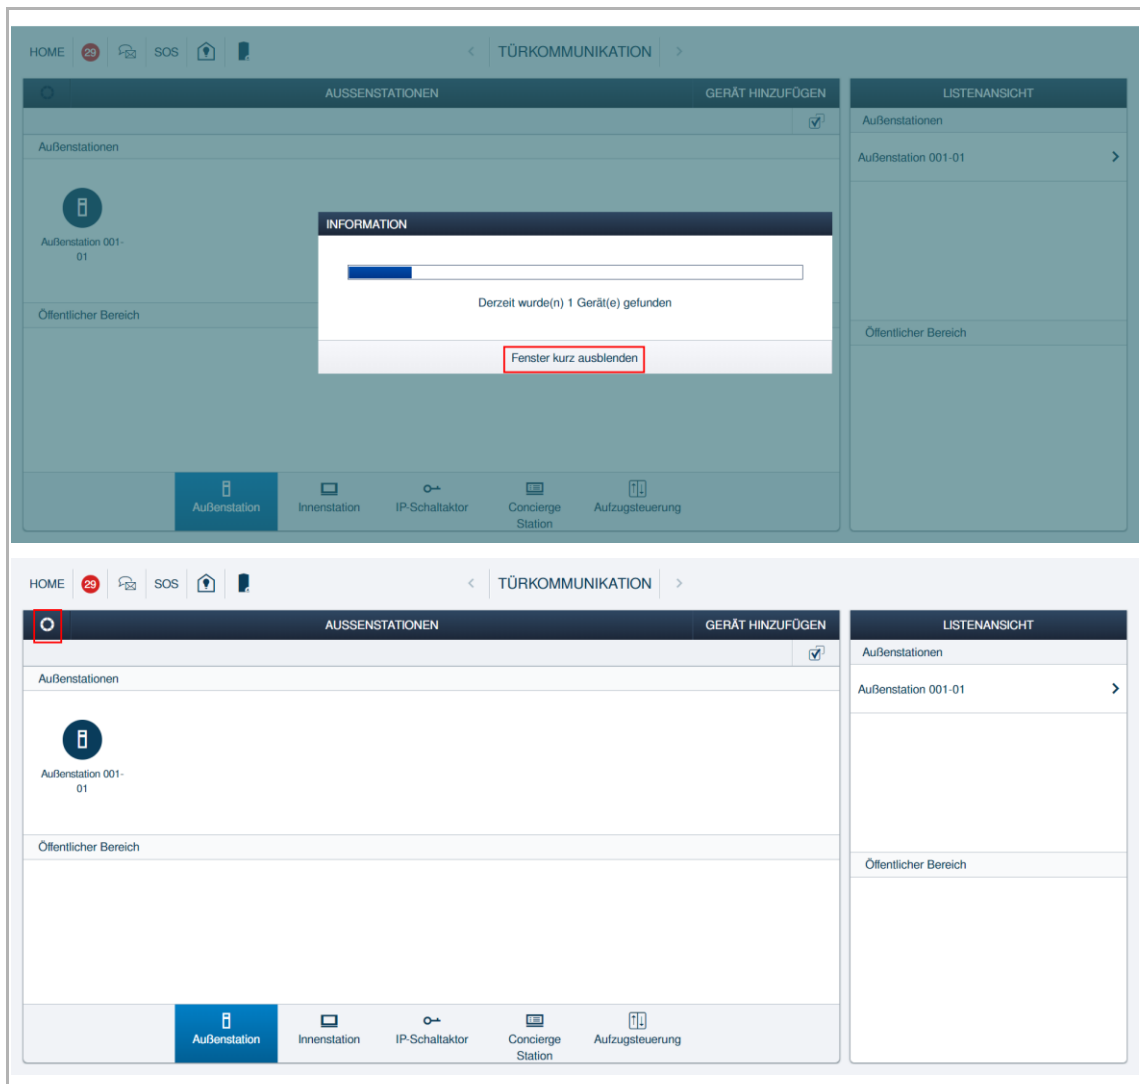 HOME 29 SOS < TÜRKOMMUNIKATION >
AUSSENSTATIONEN GERÄT HINZUFÜGEN
Außenstationen
Außenstation 001-
01
Öffentlicher Bereich
LISTENANSICHT
Außenstationen
Außenstation 001-01 >
Öffentlicher Bereich
INFORMATION
Derzeit wurde(n) 1 Gerät(e) gefunden
Fenster kurz ausblenden
Außenstation
Innenstation
IP-Schaltaktor
Concierge
Station
Aufzugsteuerung
HOME 29 SOS < TÜRKOMMUNIKATION >
AUSSENSTATIONEN GERÄT HINZUFÜGEN
Außenstationen
Außenstation 001-
01
Öffentlicher Bereich
LISTENANSICHT
Außenstationen
Außenstation 001-01 >
Öffentlicher Bereich
Außenstation
Innenstation
IP-Schaltaktor
Concierge
Station
Aufzugsteuerung